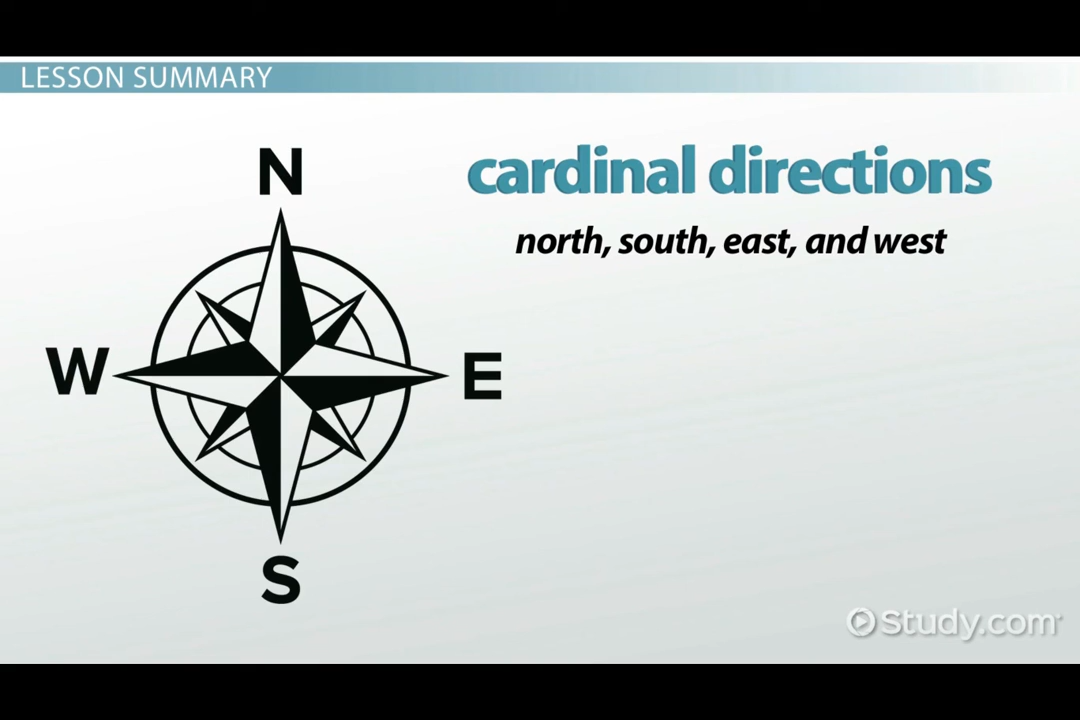 LESSON SUMMARY
N
cardinal directions
north, south, east, and west
W
E
S
Study.com